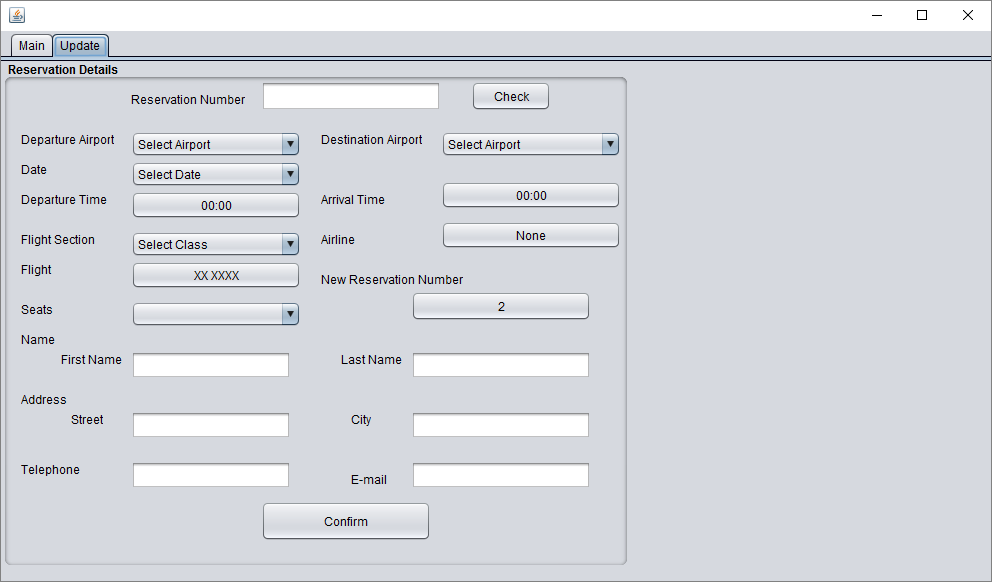 Main Update
Reservation Details
Reservation Number Check
Departure Airport Select Airport Destination Airport Select Airport
Date Select Date
Departure Time 00:00 Arrival Time 00:00
Flight Section Select Class Airline None
Flight XX XXXX New Reservation Number
Seats 2
Name
First Name Last Name
Address
Street City
Telephone E-mail
Confirm